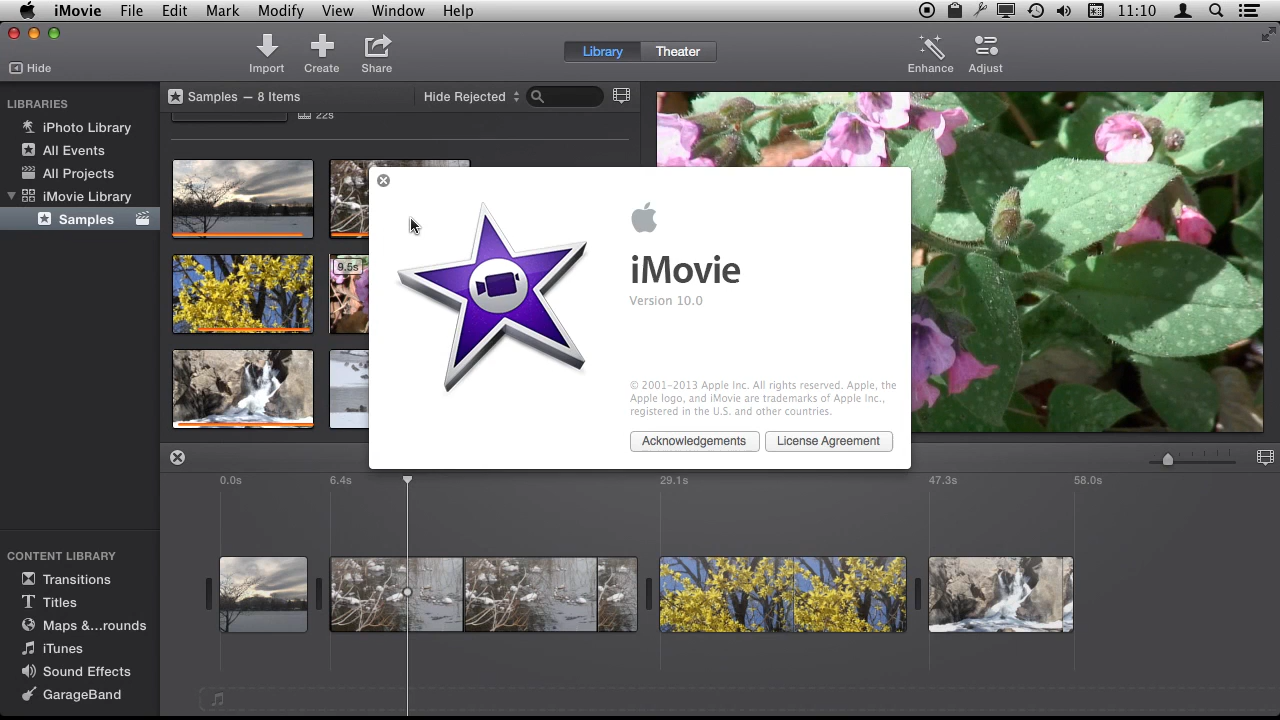 iMovie File Edit Mark Modify View Window Help 11:10
Hide Import Create Share Library Theater Enhance Adjust
LIBRARIES
iPhoto Library
All Events
All Projects
iMovie Library
Samples
Samples — 8 Items Hide Rejected
22s
9.5s
iMovie
Version 10.0
© 2001–2013 Apple Inc. All rights reserved. Apple, the
Apple logo, and iMovie are trademarks of Apple Inc.,
registered in the U.S. and other countries.
Acknowledgements License Agreement
0.0s 6.4s 29.1s 47.3s 58.0s
CONTENT LIBRARY
Transitions
Titles
Maps &...rounds
iTunes
Sound Effects
GarageBand